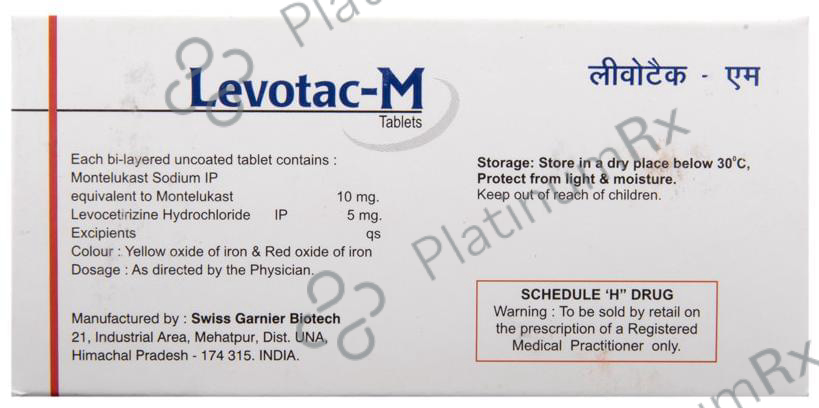 Levotac-M
Tablets
लीवोटैक - एम
Each bi-layered uncoated tablet contains :
Montelukast Sodium IP
equivalent to Montelukast 10 mg.
Levocetirizine Hydrochloride IP 5 mg.
Excipients qs
Colour : Yellow oxide of iron & Red oxide of iron
Dosage : As directed by the Physician.
Manufactured by : Swiss Garnier Biotech
21, Industrial Area, Mehatpur, Dist. UNA,
Himachal Pradesh - 174 315. INDIA.
Storage: Store in a dry place below 30⁰C,
Protect from light & moisture.
Keep out of reach of children.
SCHEDULE 'H" DRUG
Warning : To be sold by retail on
the prescription of a Registered
Medical Practitioner only.
PlatinumRx